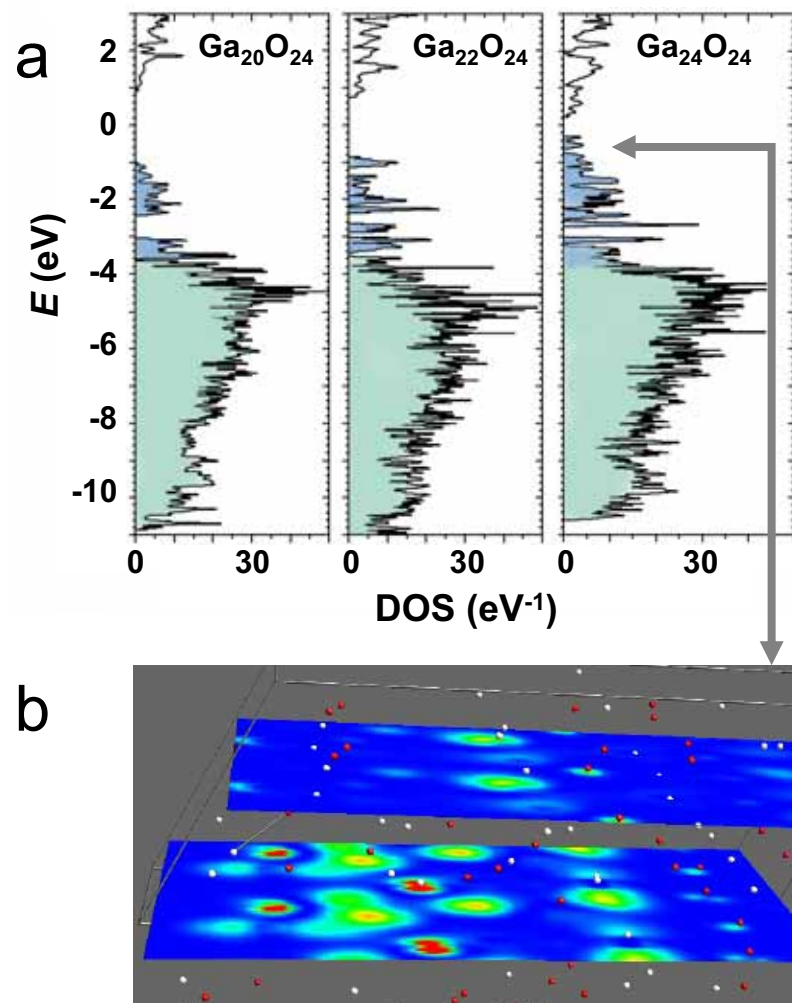 a
Ga₂₀O₂₄ Ga₂₂O₂₄ Ga₂₄O₂₄
2
0
-2
-4
-6
-8
-10
E (eV)
0 30 0 30 0 30
DOS (eV⁻¹)
b